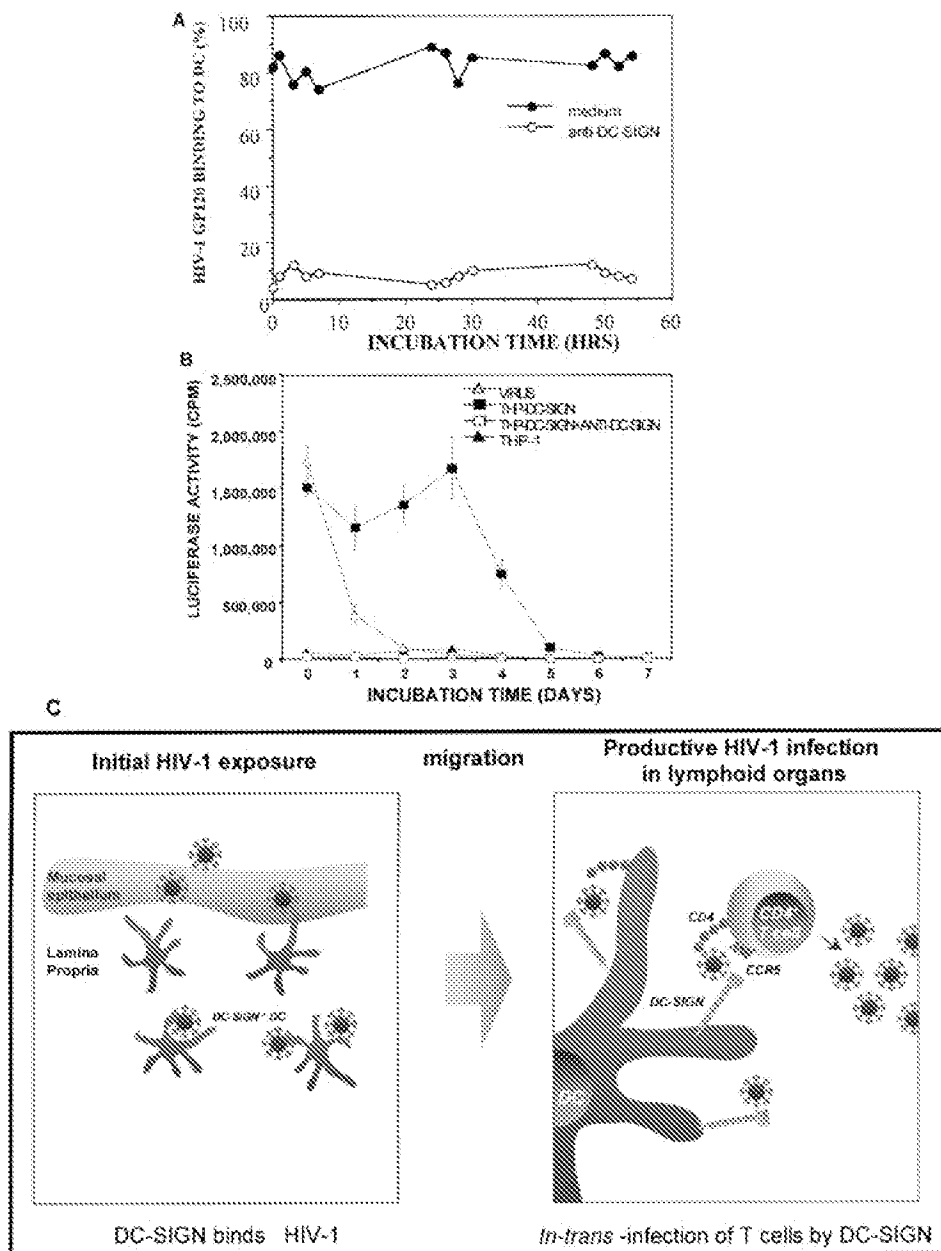 A
HIV-1 GP120 BINDING TO DC (%)
100
80
60
40
20
0
medium
anti DC-SIGN
0 10 20 30 40 50 60
INCUBATION TIME (HRS)
B
LUCIFERASE ACTIVITY (CPM)
2,500,000
2,000,000
1,500,000
1,000,000
500,000
0
VIRUS
THP-DC-SIGN
THP-DC-SIGN+ANTI-DC-SIGN
THP-1
0 1 2 3 4 5 6 7
INCUBATION TIME (DAYS)
C
Initial HIV-1 exposure
migration
Productive HIV-1 infection
in lymphoid organs
Mucosal
epithelium
Lamina
Propria
DC-SIGN+ DC
CD4
CD4+
CCR5
DC-SIGN
DC-SIGN binds HIV-1
In-trans -infection of T cells by DC-SIGN